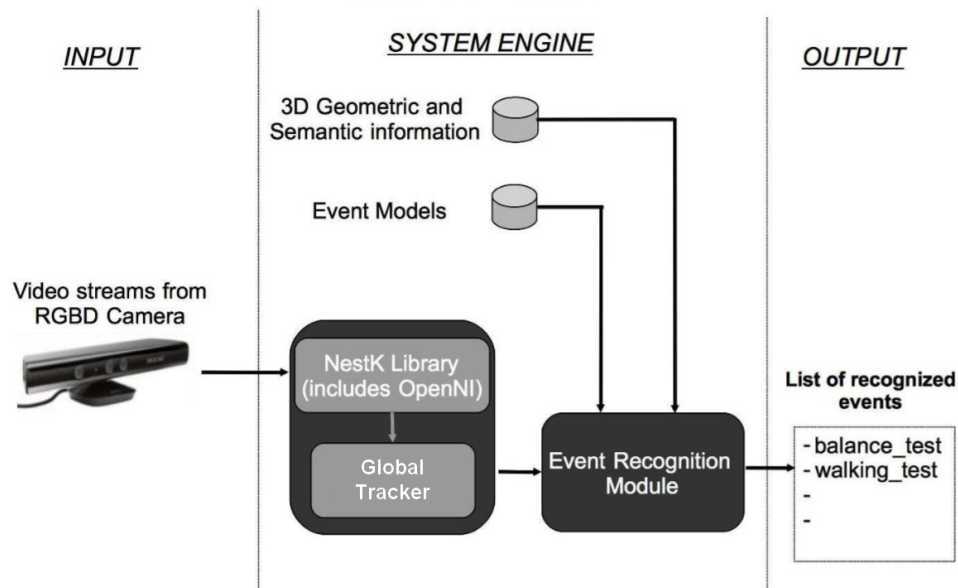 INPUT
SYSTEM ENGINE
OUTPUT
3D Geometric and
Semantic information
Event Models
Video streams from
RGBD Camera
NestK Library
(includes OpenNI)
Global
Tracker
Event Recognition
Module
List of recognized
events
- balance_test
- walking_test
-
-